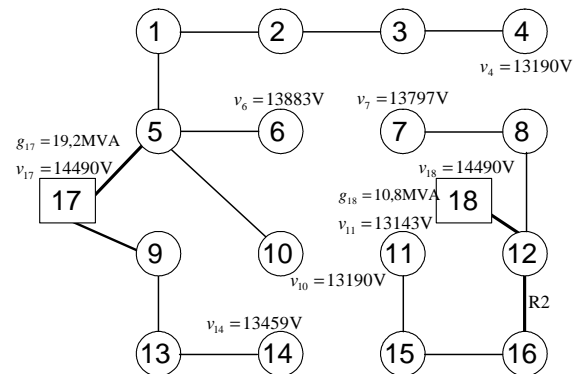 1 2 3 4
v4 =13190V
v6 =13883V v7 =13797V
g17 =19,2MVA 5 6 7 8
v17 =14490V v18 =14490V
17 g18 =10,8MVA 18
v11 =13143V
9 10 11 12
v10 =13190V
R2
v14 =13459V
13 14 15 16